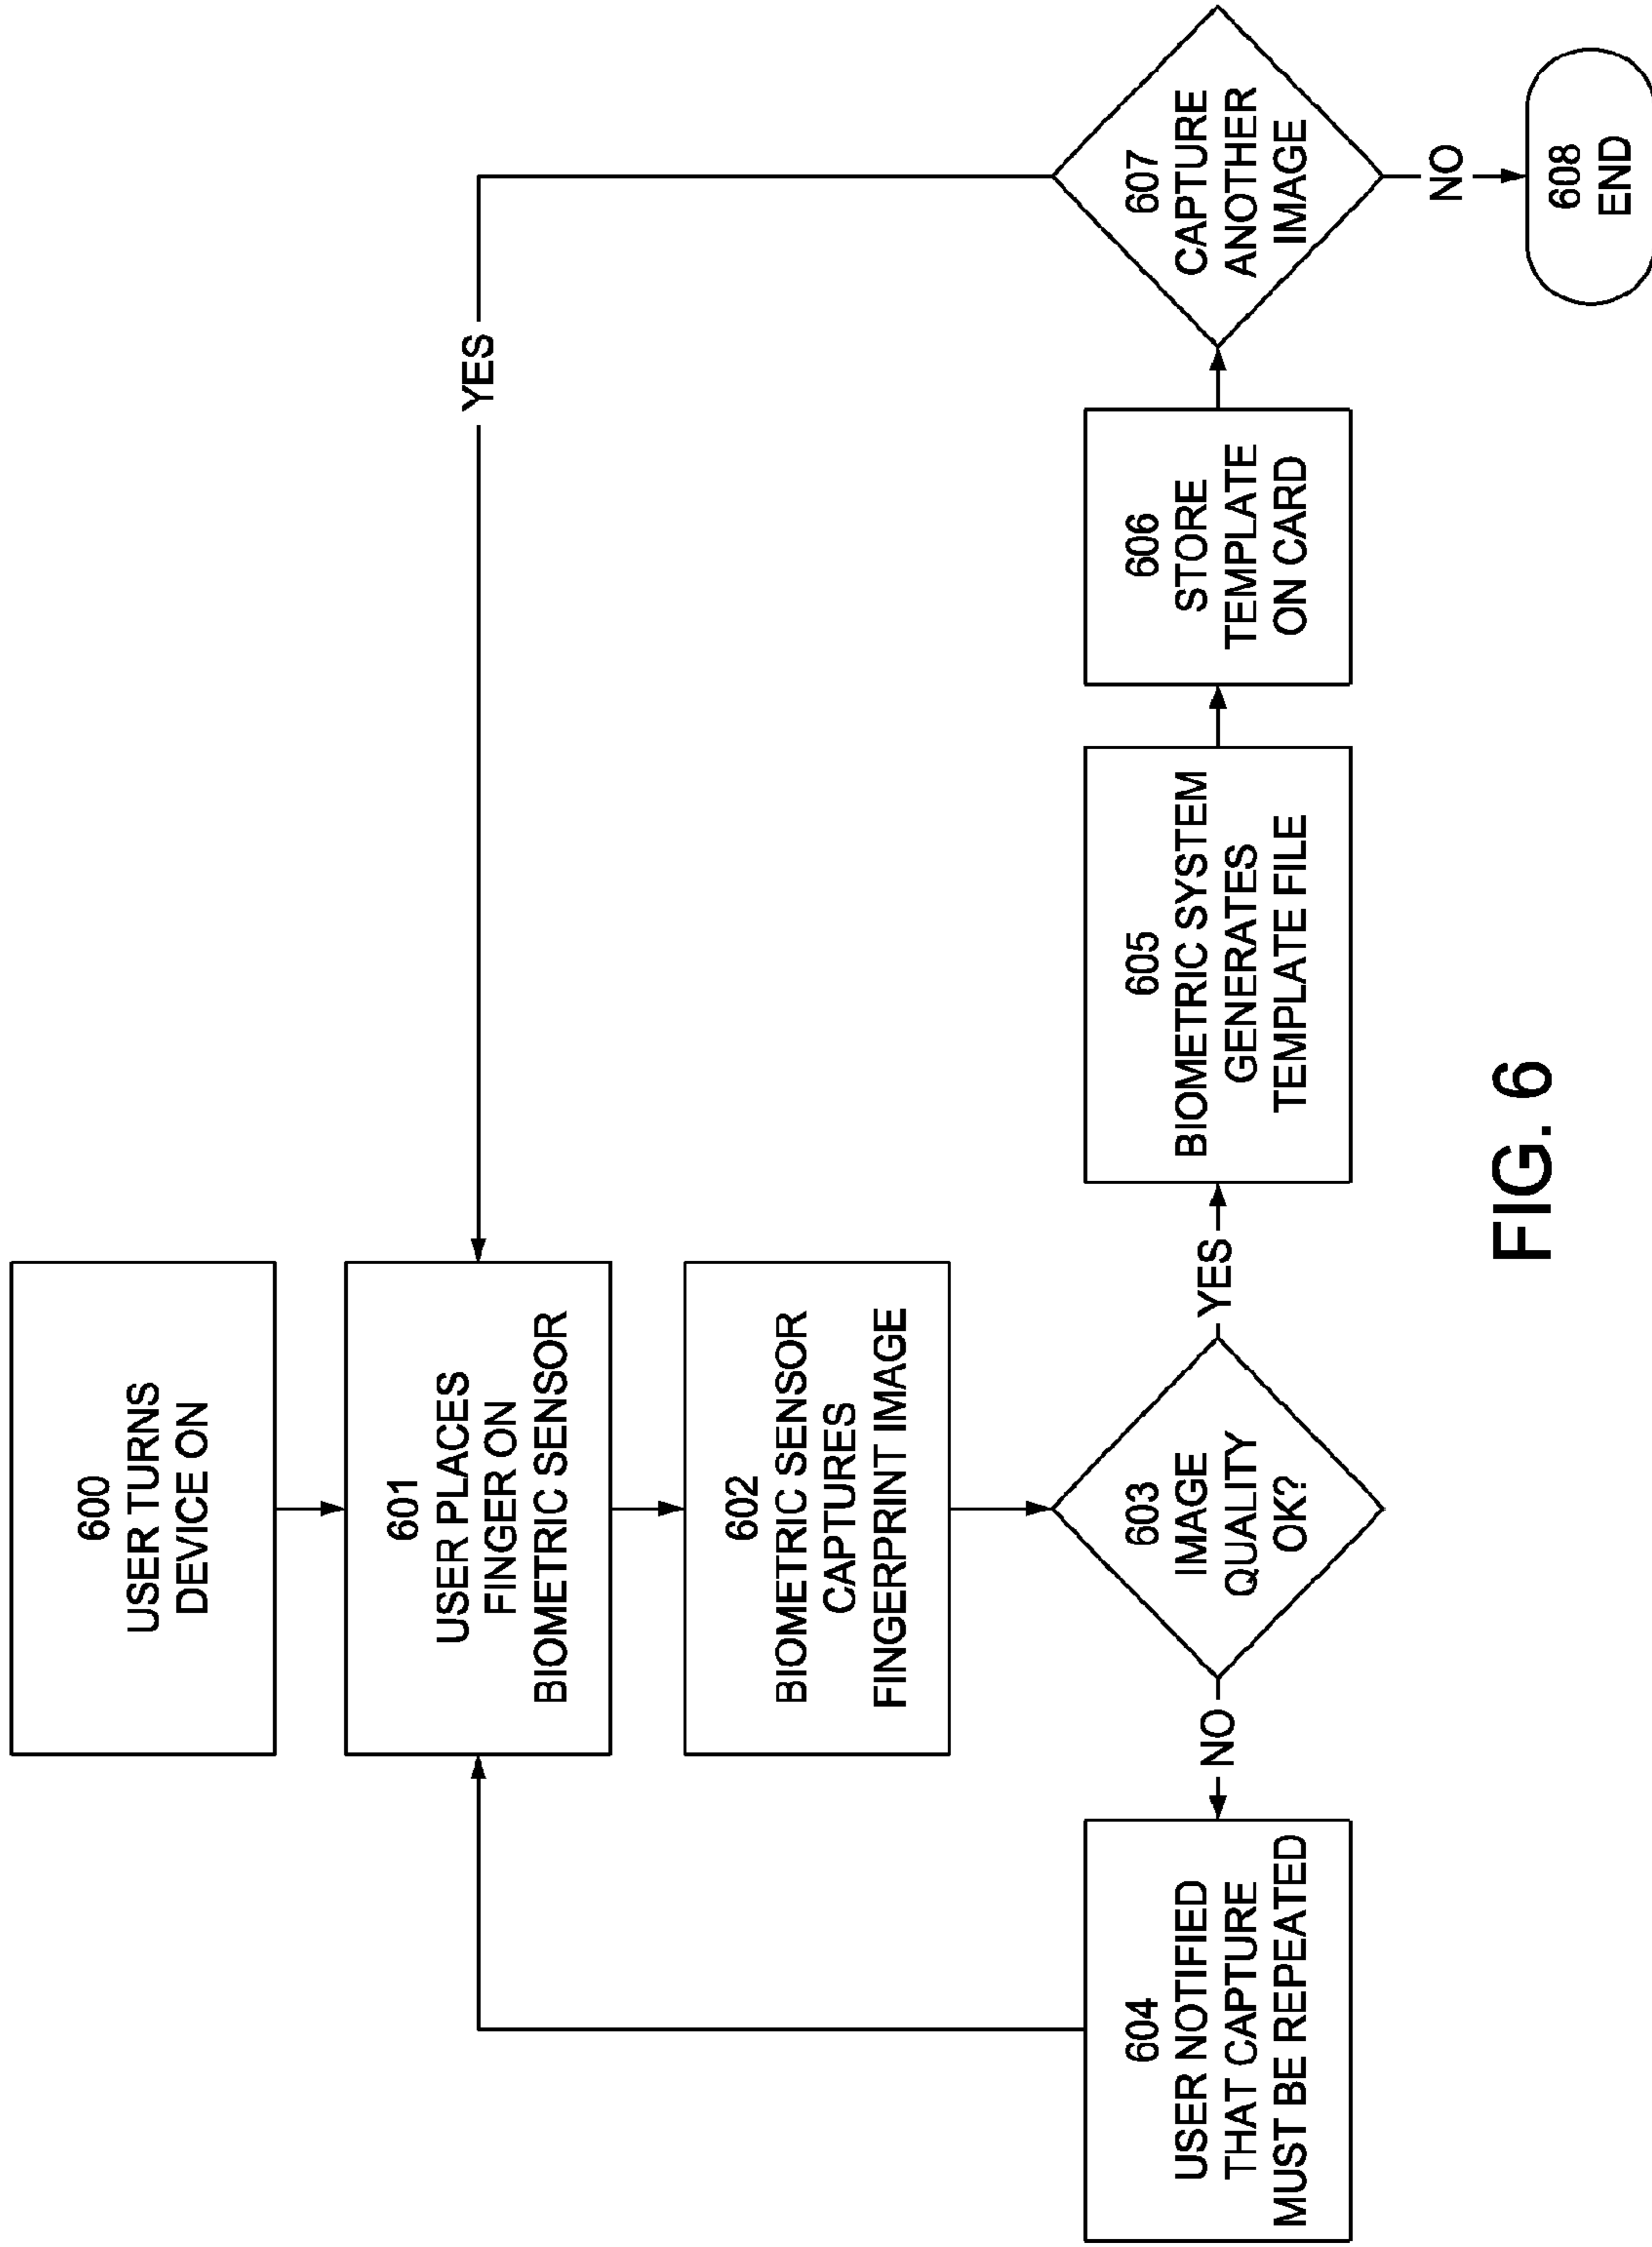 600
USER TURNS
DEVICE ON
601
USER PLACES
FINGER ON
BIOMETRIC SENSOR
602
BIOMETRIC SENSOR
CAPTURES
FINGERPRINT IMAGE
603
IMAGE
QUALITY
OK?
NO
YES
604
USER NOTIFIED
THAT CAPTURE
MUST BE REPEATED
605
BIOMETRIC SYSTEM
GENERATES
TEMPLATE FILE
606
STORE
TEMPLATE
ON CARD
607
CAPTURE
ANOTHER
IMAGE
YES
NO
608
END
FIG. 6